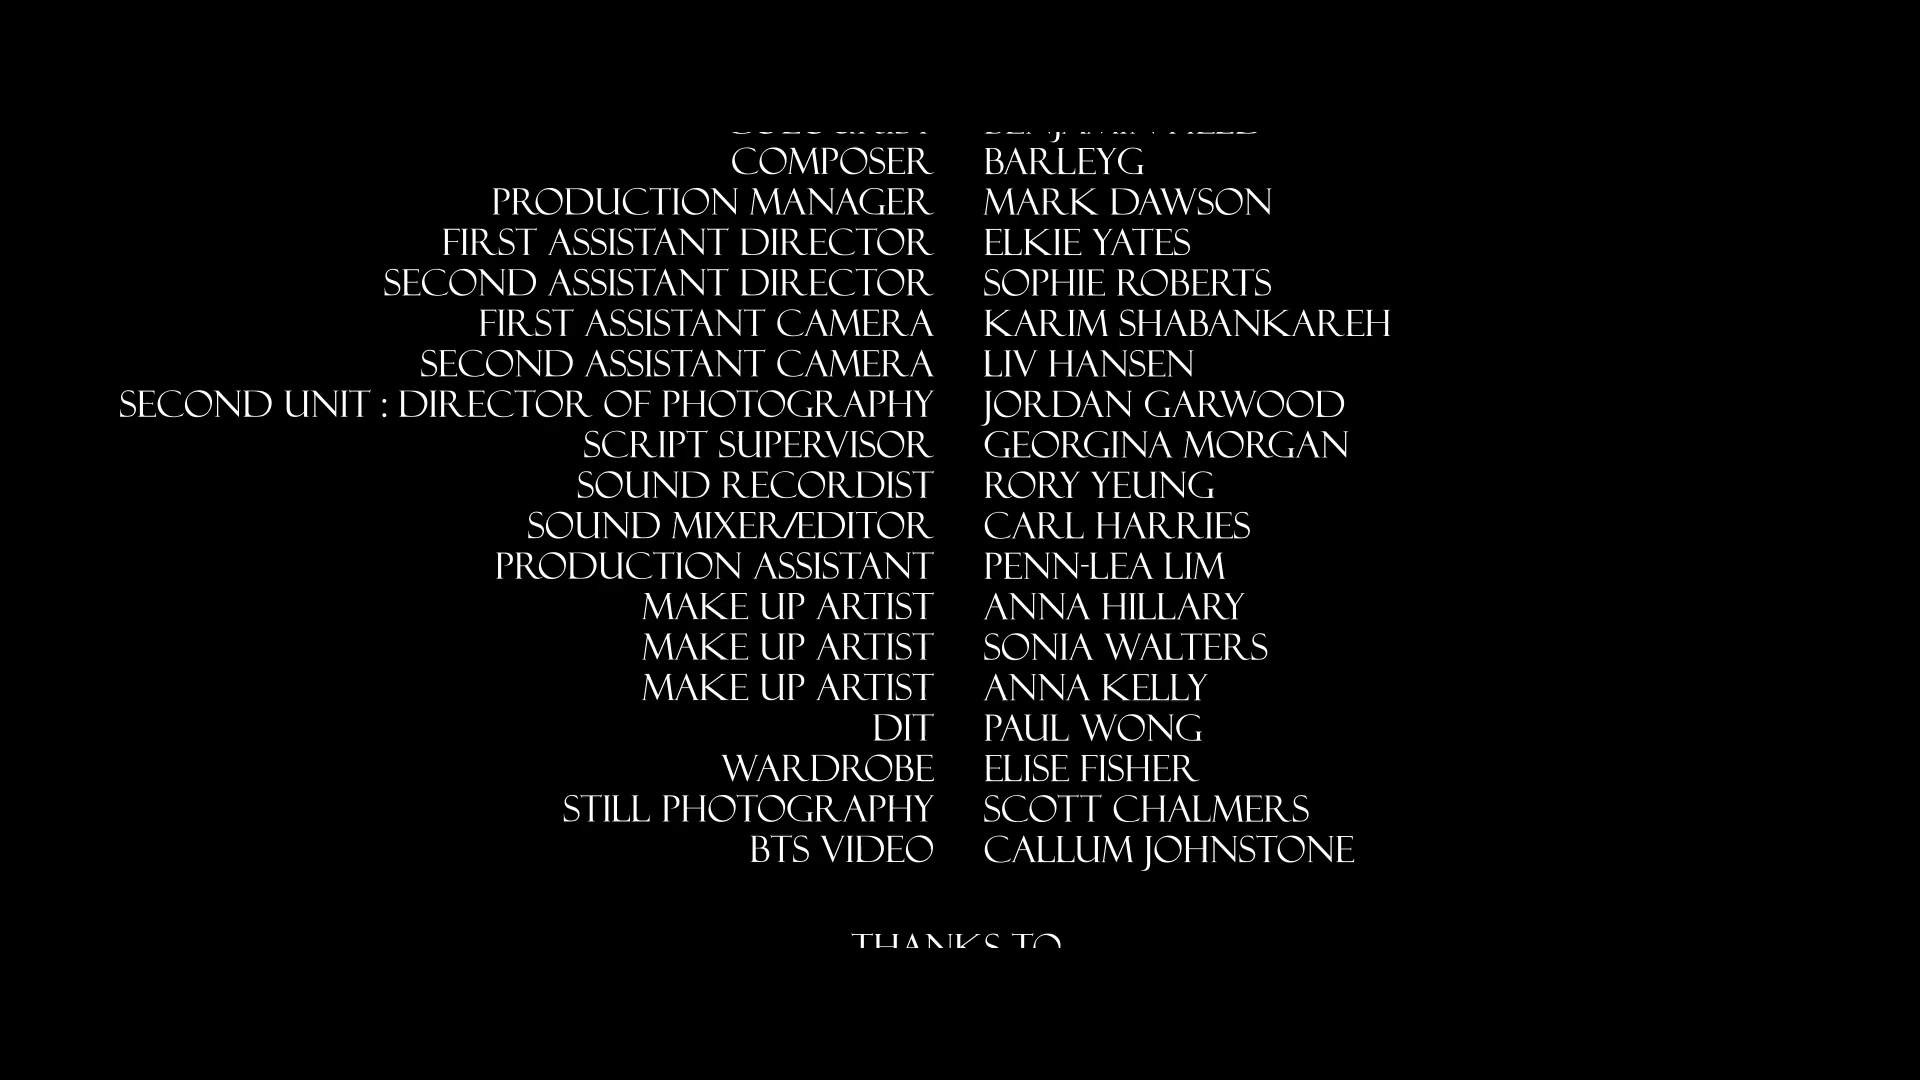 COMPOSER BARLEYG
PRODUCTION MANAGER MARK DAWSON
FIRST ASSISTANT DIRECTOR ELKIE YATES
SECOND ASSISTANT DIRECTOR SOPHIE ROBERTS
FIRST ASSISTANT CAMERA KARIM SHABANKAREH
SECOND ASSISTANT CAMERA LIV HANSEN
SECOND UNIT : DIRECTOR OF PHOTOGRAPHY JORDAN GARWOOD
SCRIPT SUPERVISOR GEORGINA MORGAN
SOUND RECORDIST RORY YEUNG
SOUND MIXER/EDITOR CARL HARRIES
PRODUCTION ASSISTANT PENN-LEA LIM
MAKE UP ARTIST ANNA HILLARY
MAKE UP ARTIST SONIA WALTERS
MAKE UP ARTIST ANNA KELLY
DIT PAUL WONG
WARDROBE ELISE FISHER
STILL PHOTOGRAPHY SCOTT CHALMERS
BTS VIDEO CALLUM JOHNSTONE
THANKS TO